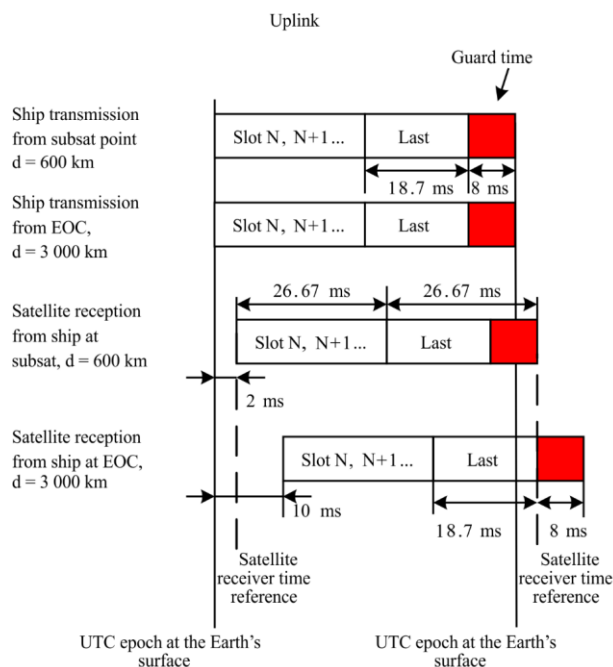 Uplink
Guard time
Ship transmission
from subsat point
d = 600 km
Slot N, N+1...
Last
18.7 ms
8 ms
Ship transmission
from EOC,
d = 3 000 km
Slot N, N+1...
Last
26.67 ms
26.67 ms
Satellite reception
from ship at
subsat, d = 600 km
Slot N, N+1...
Last
2 ms
Satellite reception
from ship at EOC,
d = 3 000 km
Slot N, N+1...
Last
10 ms
18.7 ms
8 ms
Satellite
receiver time
reference
Satellite
receiver time
reference
UTC epoch at the Earth's
surface
UTC epoch at the Earth's
surface